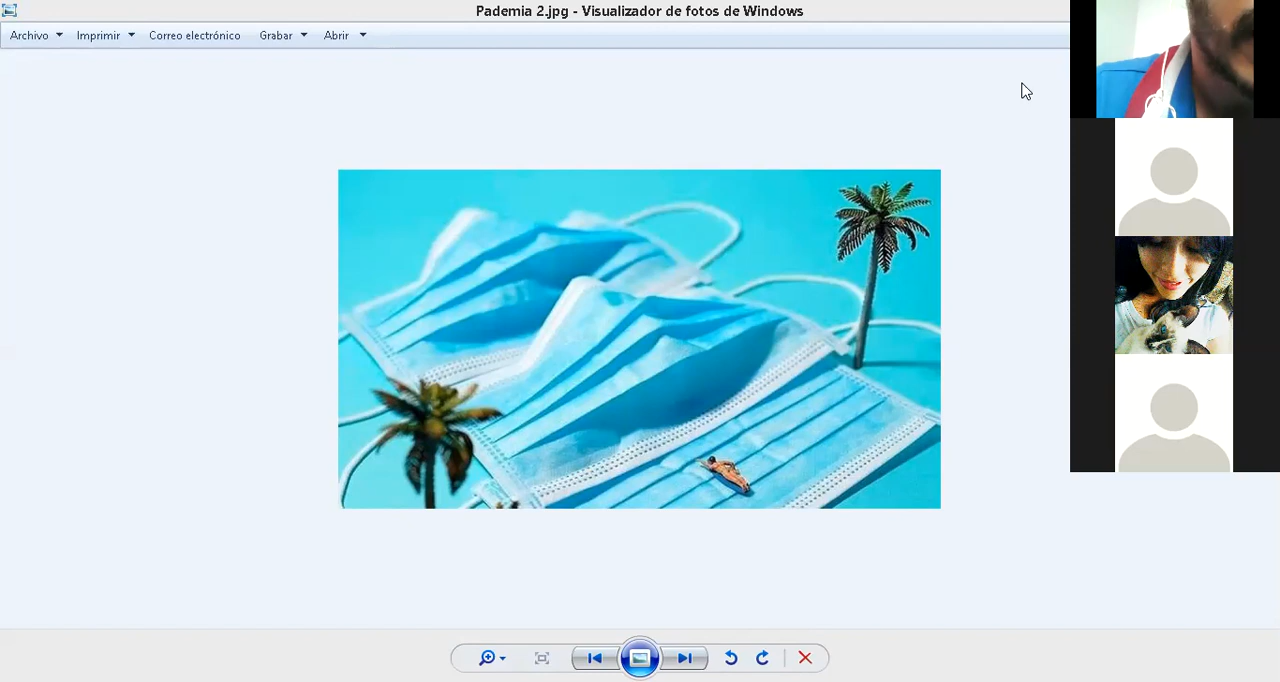 Pademia 2.jpg - Visualizador de fotos de Windows
Archivo Imprimir Correo electrónico Grabar Abrir